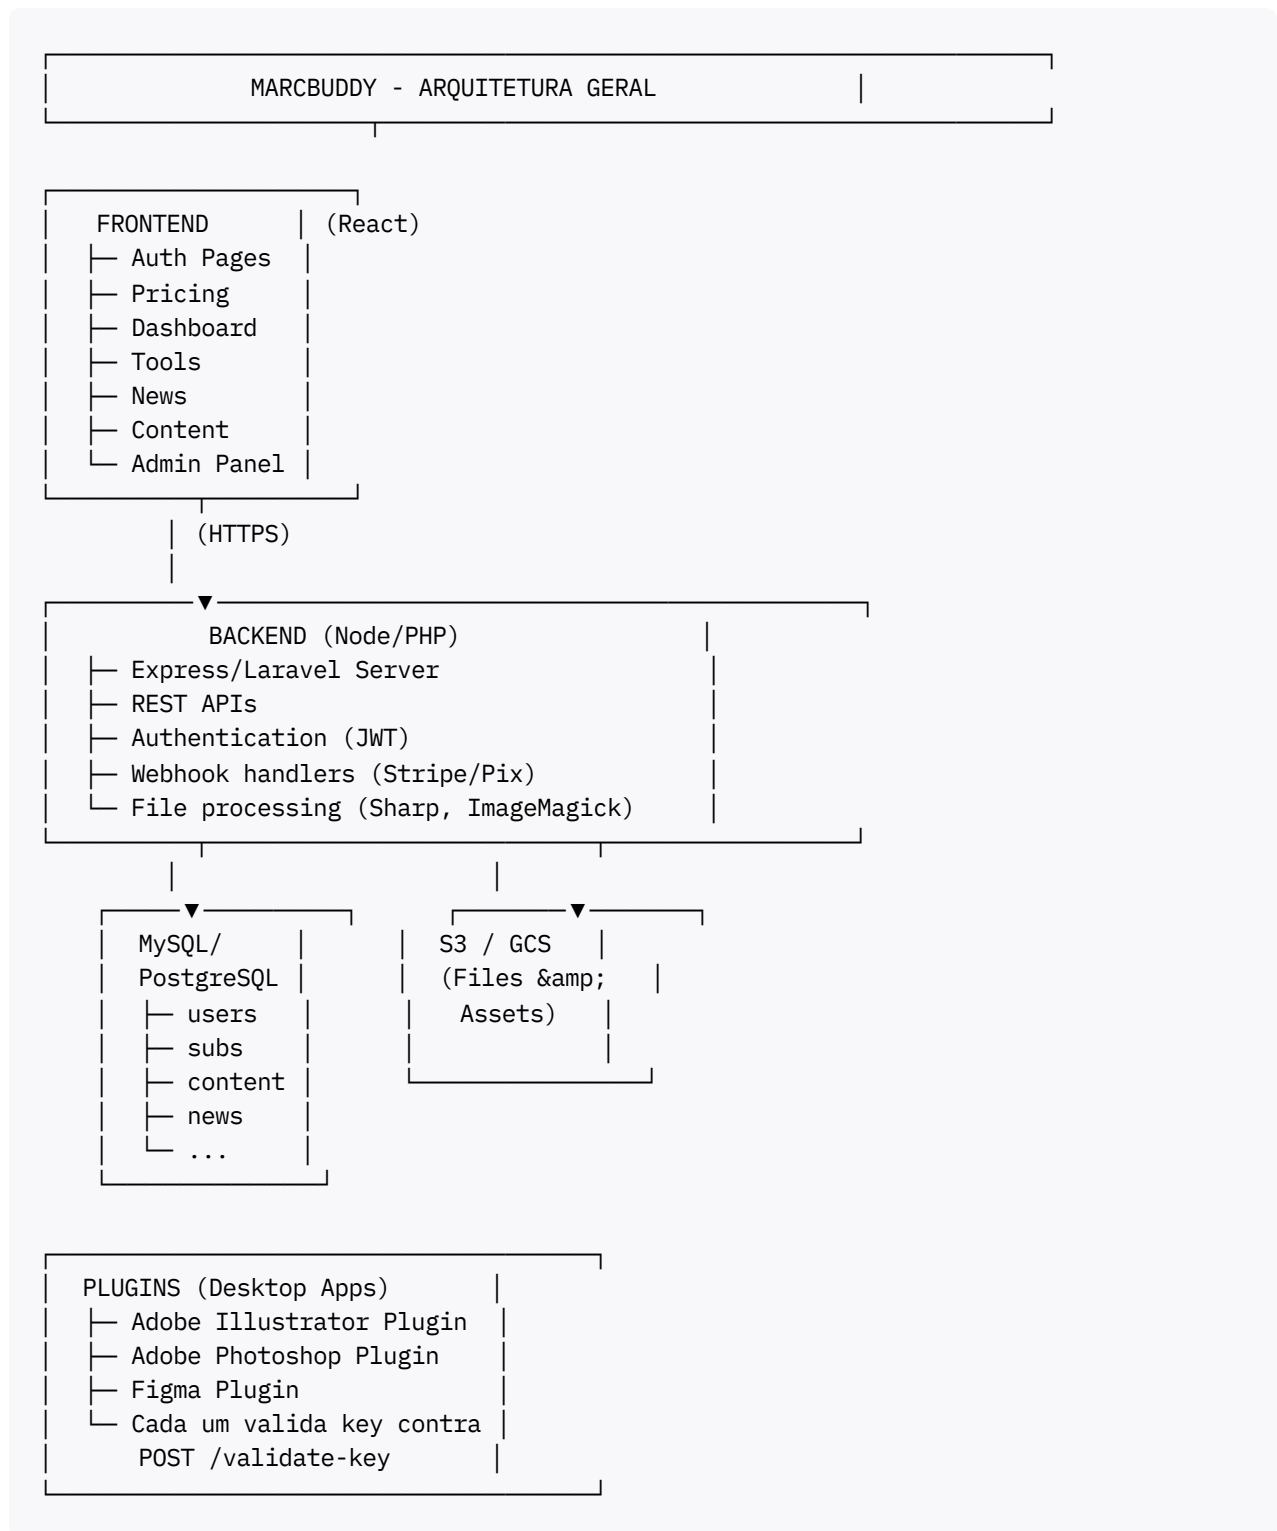 MARCBUDDY - ARQUITETURA GERAL
FRONTEND (React)
├─ Auth Pages
├─ Pricing
├─ Dashboard
├─ Tools
├─ News
├─ Content
└─ Admin Panel
(HTTPS)
▼
BACKEND (Node/PHP)
├─ Express/Laravel Server
├─ REST APIs
├─ Authentication (JWT)
├─ Webhook handlers (Stripe/Pix)
└─ File processing (Sharp, ImageMagick)
▼ ▼
MySQL/ S3 / GCS
PostgreSQL (Files &amp;amp;
├─ users Assets)
├─ subs
├─ content
├─ news
└─ ...
PLUGINS (Desktop Apps)
├─ Adobe Illustrator Plugin
├─ Adobe Photoshop Plugin
├─ Figma Plugin
└─ Cada um valida key contra
POST /validate-key